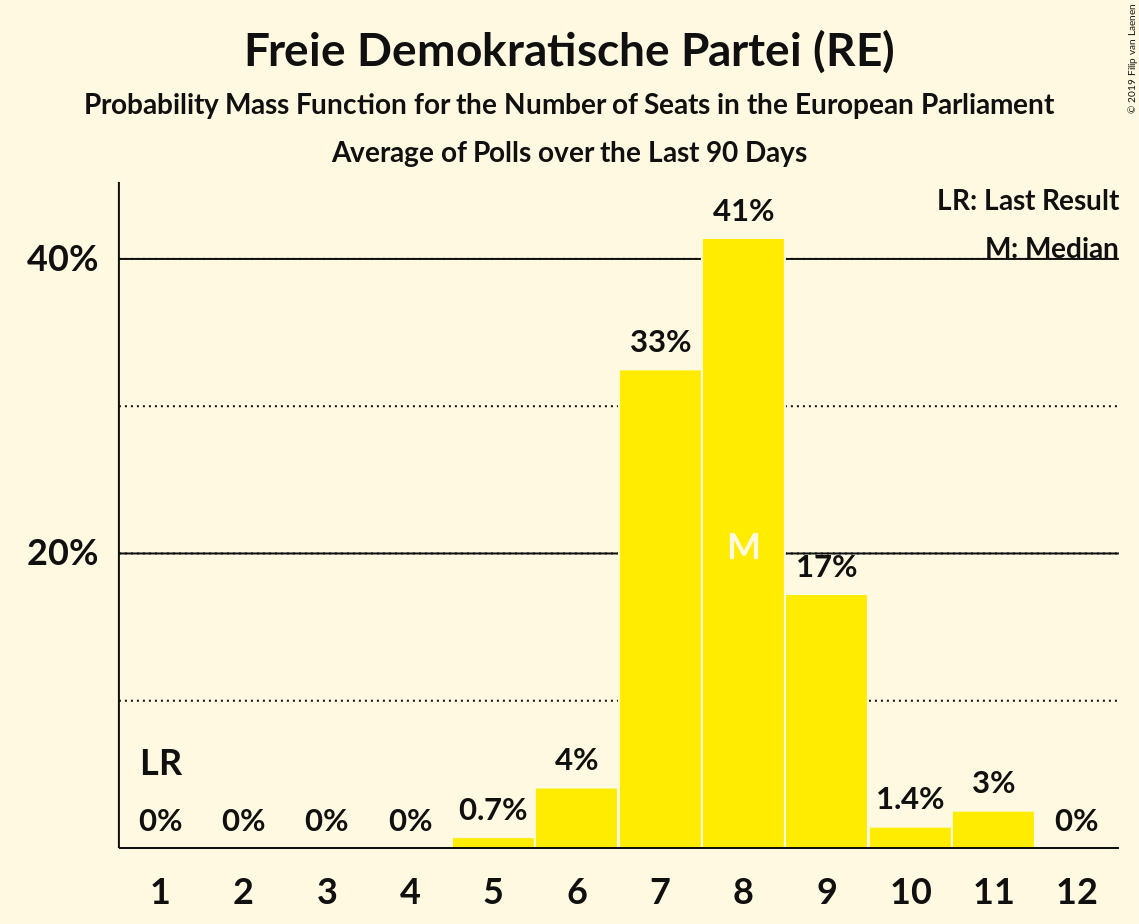 Freie Demokratische Partei (RE)
Probability Mass Function for the Number of Seats in the European Parliament
Average of Polls over the Last 90 Days
© 2019 Filip van Laenen
LR: Last Result
M: Median
40%
20%
LR
0%
0%
0%
0%
0.7%
4%
33%
41%
M
17%
1.4%
3%
0%
1 2 3 4 5 6 7 8 9 10 11 12